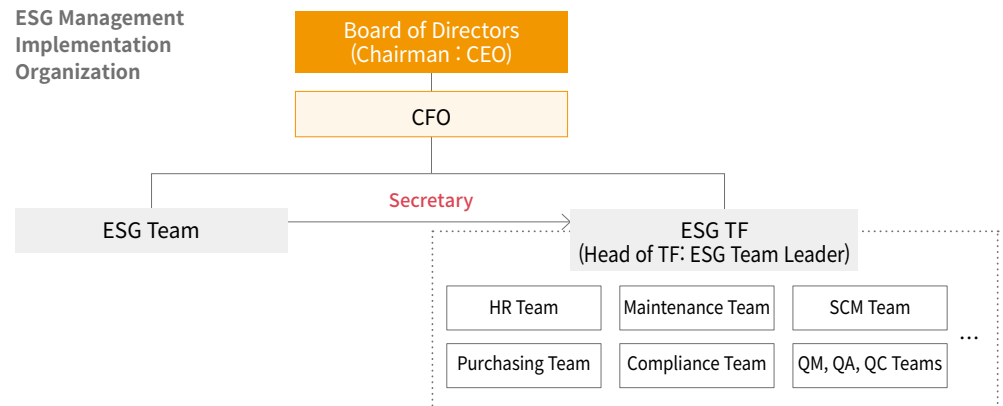 ESG Management
Implementation
Organization
Board of Directors
(Chairman : CEO)
CFO
Secretary
ESG Team
ESG TF
(Head of TF: ESG Team Leader)
HR Team
Maintenance Team
SCM Team
...
Purchasing Team
Compliance Team
QM, QA, QC Teams